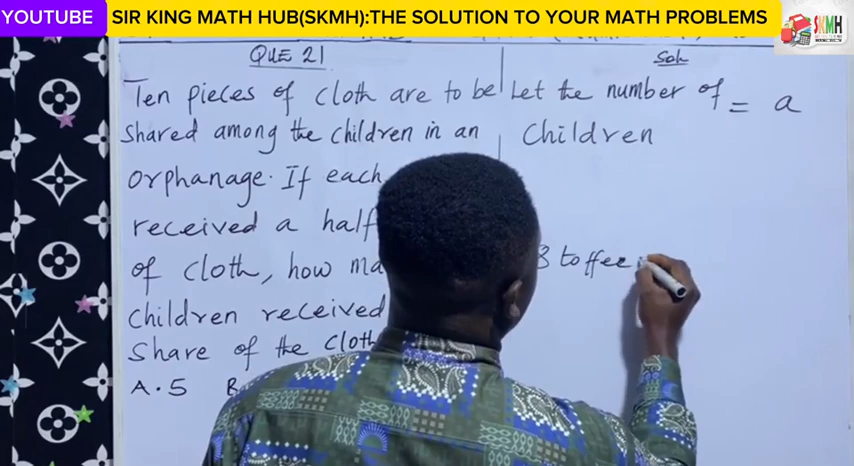 YOUTUBE SIR KING MATH HUB(SKMH):THE SOLUTION TO YOUR MATH PROBLEMS
SKMH
QUE 21
Ten pieces of cloth are to be
shared among the children in an
orphanage. If each
received a half
of cloth, how
children received
share of the cloth
A. 5 B
Soln
Let the number of = a
Children
8 toffee